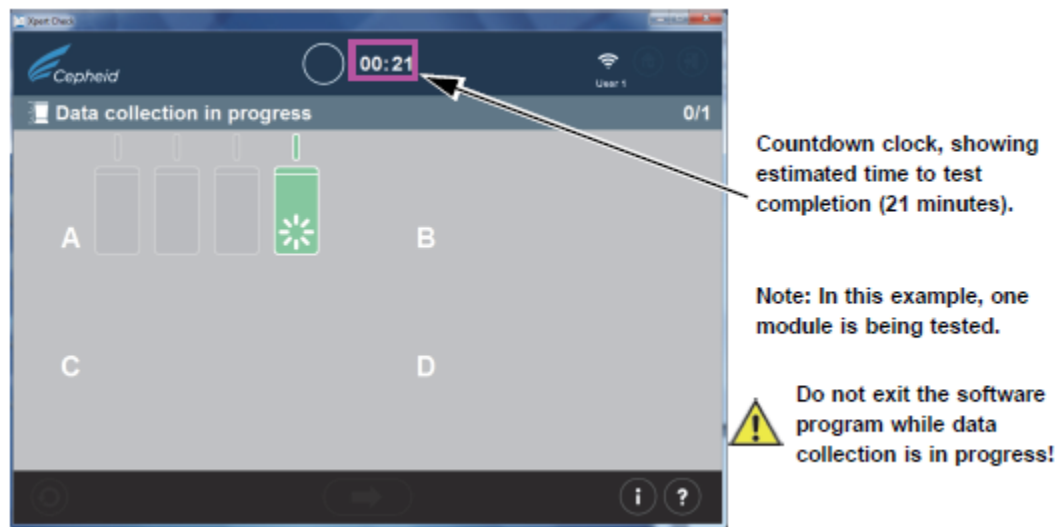 Xpert Check
Cepheid
00:21
User 1
Data collection in progress
0/1
A
B
C
D
i
?
Countdown clock, showing
estimated time to test
completion (21 minutes).
Note: In this example, one
module is being tested.
Do not exit the software
program while data
collection is in progress!